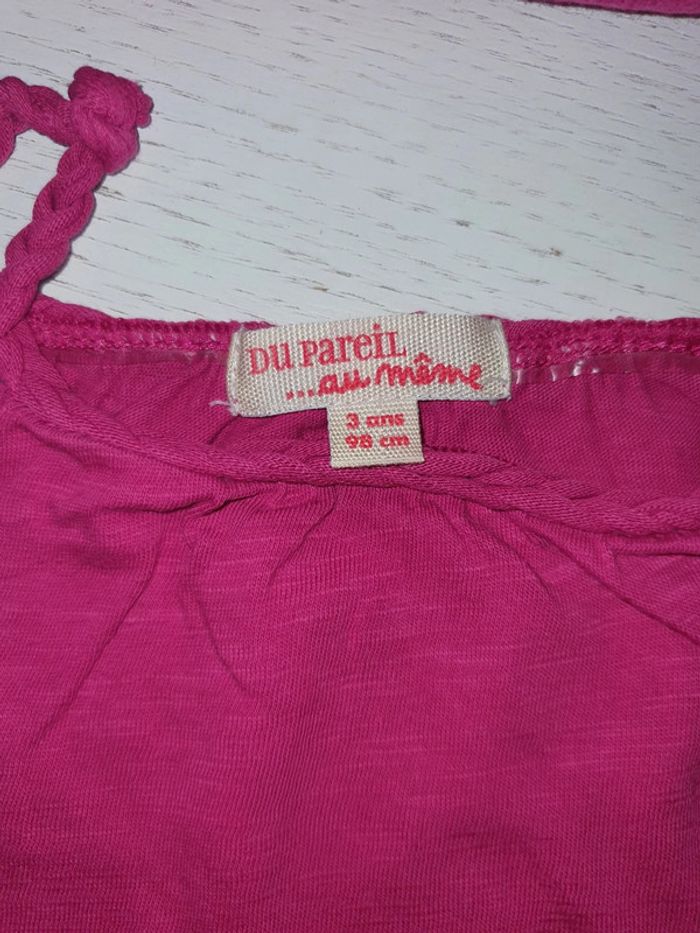 DU PAREIL
...au même
3 ans
98 cm